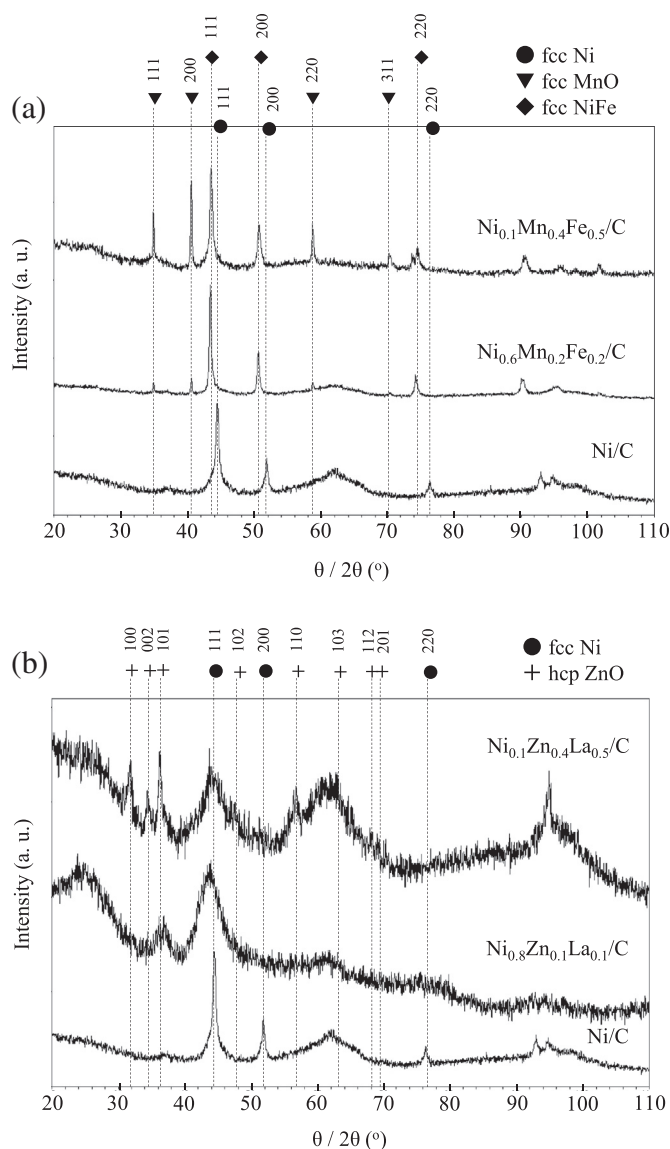 111
200
220
fcc Ni
111
200
220
311
fcc MnO
(a)
111
200
220
fcc NiFe
Ni0.1Mn0.4Fe0.5/C
Ni0.6Mn0.2Fe0.2/C
Ni/C
Intensity (a. u.)
20 30 40 50 60 70 80 90 100 110
θ / 2θ (°)
100 002 101 111 102 200 110 103 112 201 220
(b)
fcc Ni
hcp ZnO
Ni0.1Zn0.4La0.5/C
Ni0.8Zn0.1La0.1/C
Ni/C
Intensity (a. u.)
20 30 40 50 60 70 80 90 100 110
θ / 2θ (°)